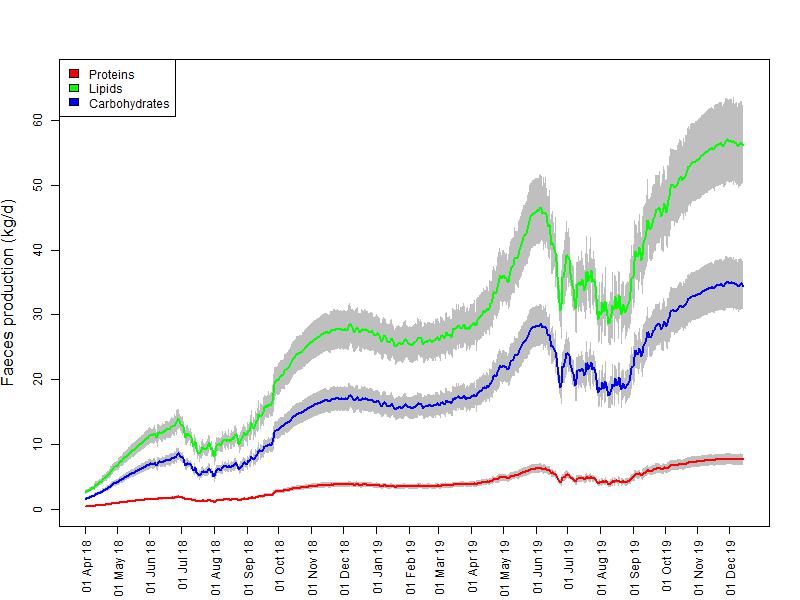 Proteins
Lipids
Carbohydrates
Faeces production (kg/d)
60
50
40
30
20
10
0
01 Apr 18
01 May 18
01 Jun 18
01 Jul 18
01 Aug 18
01 Sep 18
01 Oct 18
01 Nov 18
01 Dec 18
01 Jan 19
01 Feb 19
01 Mar 19
01 Apr 19
01 May 19
01 Jun 19
01 Jul 19
01 Aug 19
01 Sep 19
01 Oct 19
01 Nov 19
01 Dec 19